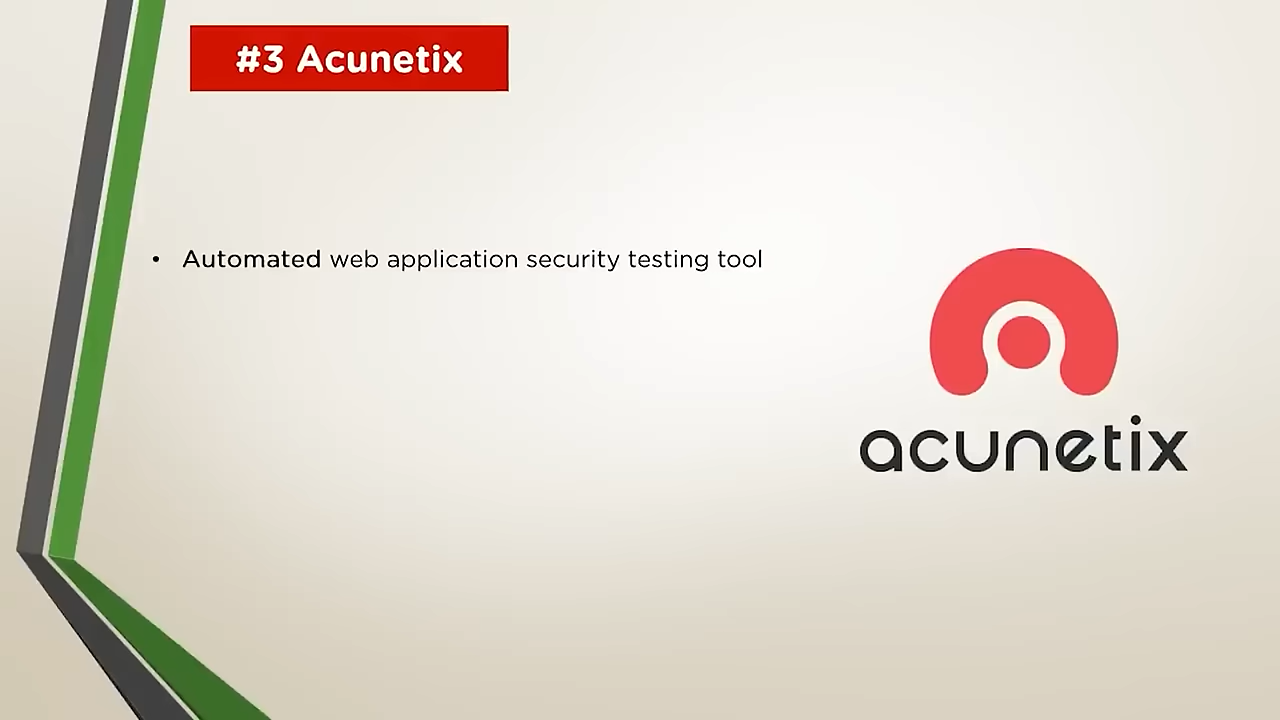 #3 Acunetix
• Automated web application security testing tool
acunetix